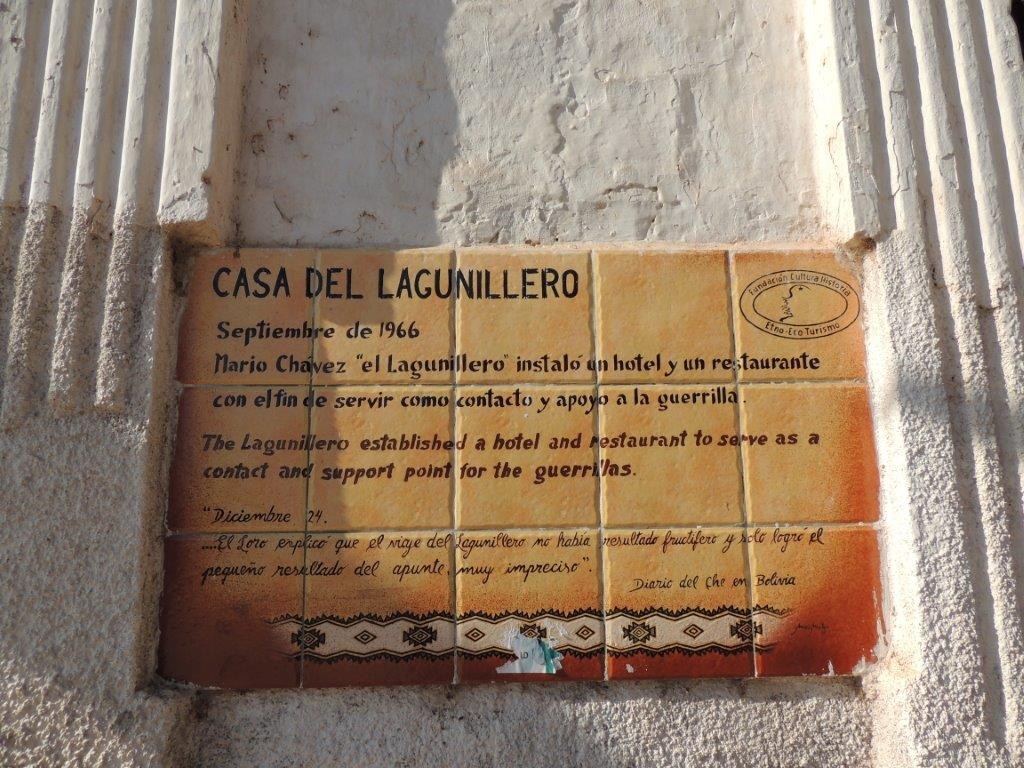 CASA DEL LAGUNILLERO
Fundación Cultura Historia
Etno-Eco Turismo
Septiembre de 1966
Mario Chávez "el Lagunillero" instaló un hotel y un restaurante
con el fin de servir como contacto y apoyo a la guerrilla.
The Lagunillero established a hotel and restaurant to serve as a
contact and support point for the guerrillas.
"Diciembre 24.
....El Loro explicó que el viaje del Lagunillero no había resultado fructífero y solo logró el
pequeño resultado del apunte, muy impreciso".
Diario del Che en Bolivia